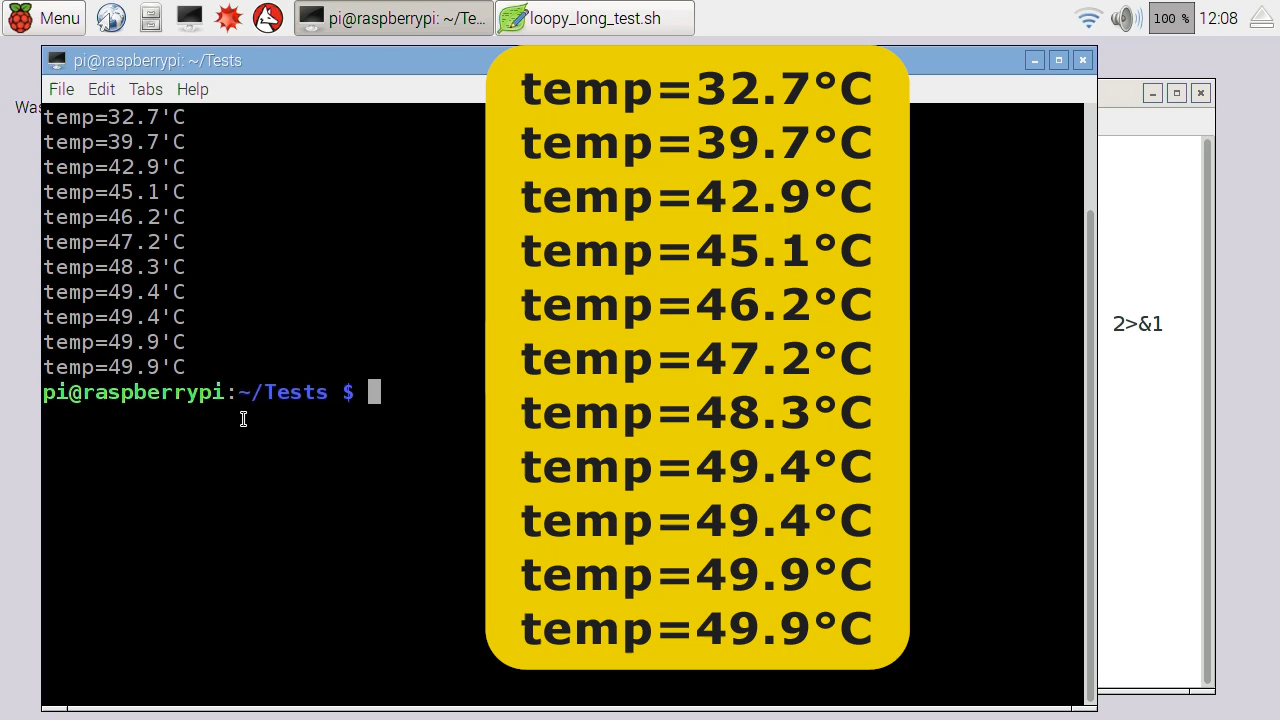 Menu
pi@raspberrypi: ~/Te...
loopy_long_test.sh
100 %
12:08
pi@raspberrypi: ~/Tests
File Edit Tabs Help
Was
temp=32.7'C
temp=39.7'C
temp=42.9'C
temp=45.1'C
temp=46.2'C
temp=47.2'C
temp=48.3'C
temp=49.4'C
temp=49.4'C
temp=49.9'C
temp=49.9'C
pi@raspberrypi:~/Tests $
temp=32.7°C
temp=39.7°C
temp=42.9°C
temp=45.1°C
temp=46.2°C
temp=47.2°C
temp=48.3°C
temp=49.4°C
temp=49.4°C
temp=49.9°C
temp=49.9°C
2>&1